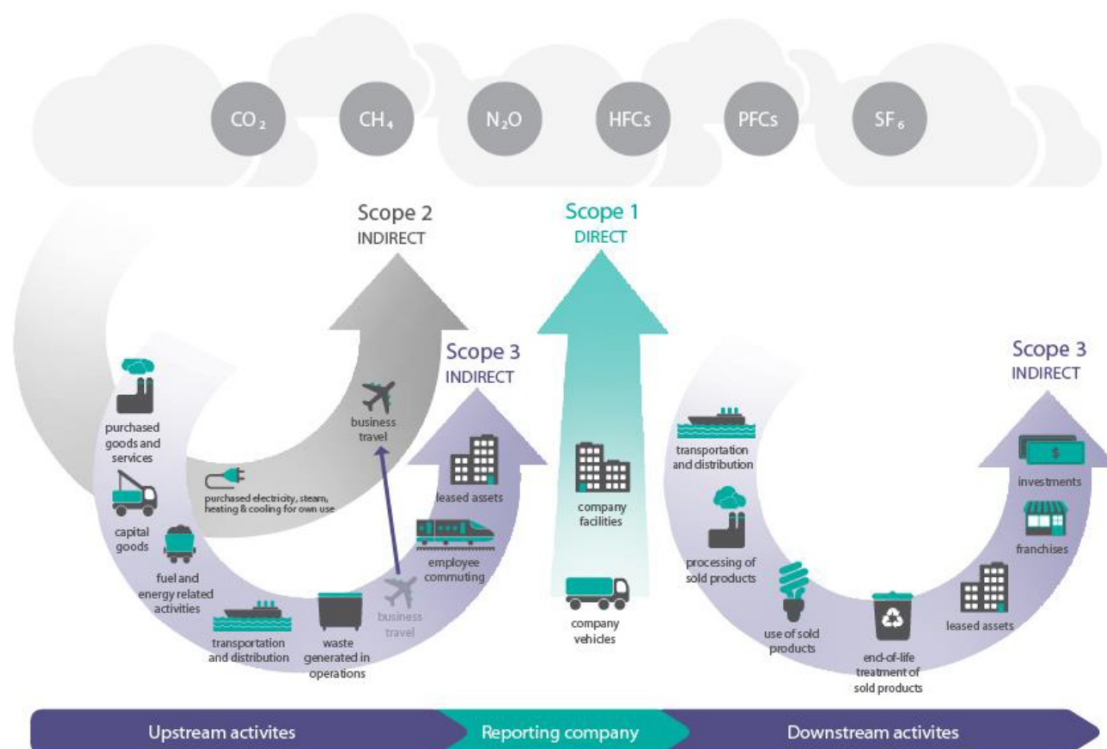 CO₂
CH₄
N₂O
HFCs
PFCs
SF₆
Scope 2
INDIRECT
Scope 1
DIRECT
Scope 3
INDIRECT
Scope 3
INDIRECT
purchased
goods and
services
capital
goods
fuel and
energy related
activities
purchased electricity, steam,
heating & cooling for own use
transportation
and distribution
waste
generated in
operations
business
travel
business
travel
employee
commuting
leased assets
company
facilities
company
vehicles
transportation
and distribution
processing of
sold products
use of sold
products
end-of-life
treatment of
sold products
leased assets
franchises
$
investments
Upstream activites
Reporting company
Downstream activites